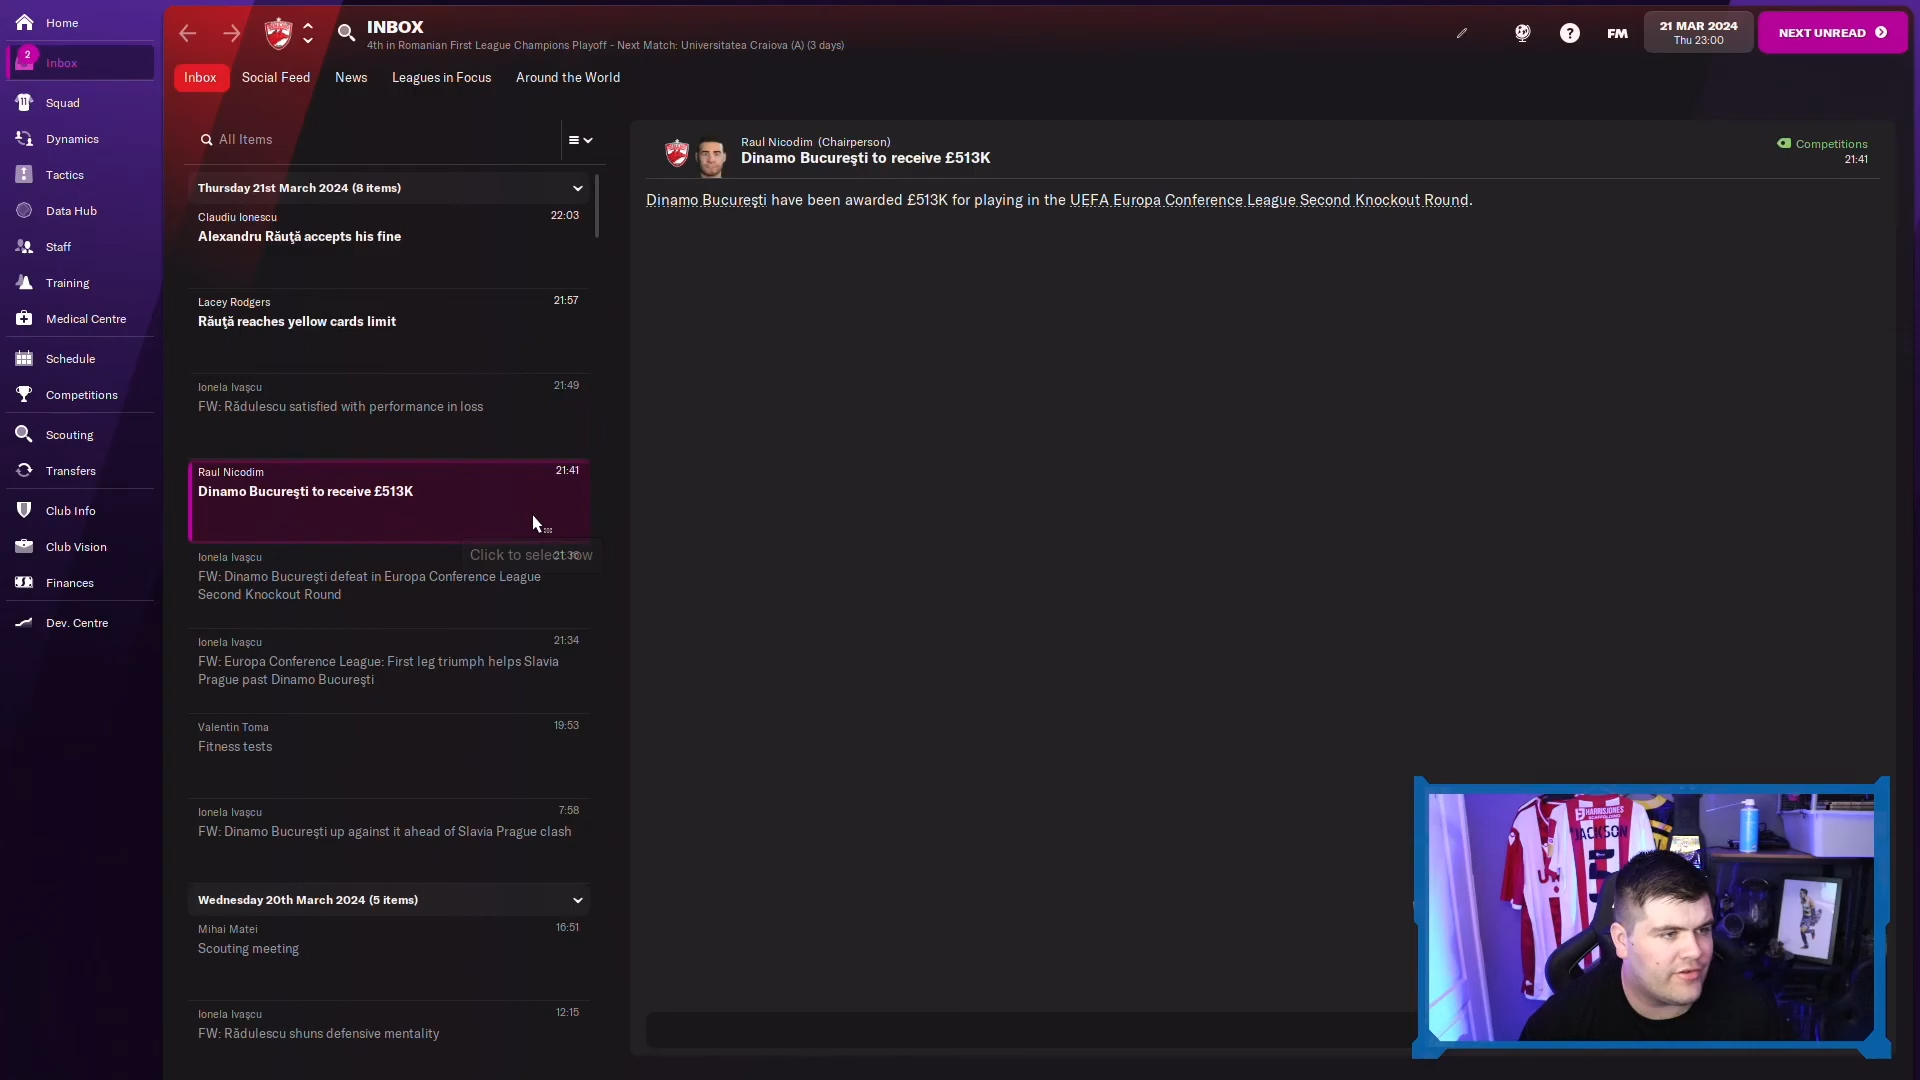 Home
2
Inbox
Squad
Dynamics
Tactics
Data Hub
Staff
Training
Medical Centre
Schedule
Competitions
Scouting
Transfers
Club Info
Club Vision
Finances
Dev. Centre
INBOX
4th in Romanian First League Champions Playoff - Next Match: Universitatea Craiova (A) (3 days)
FM
21 MAR 2024
Thu 23:00
NEXT UNREAD
Inbox Social Feed News Leagues in Focus Around the World
All Items
Thursday 21st March 2024 (8 items)
Claudiu Ionescu 22:03
Alexandru Răuţă accepts his fine
Lacey Rodgers 21:57
Răuţă reaches yellow cards limit
Ionela Ivaşcu 21:49
FW: Rădulescu satisfied with performance in loss
Raul Nicodim 21:41
Dinamo Bucureşti to receive £513K
Click to select row
Ionela Ivaşcu
FW: Dinamo Bucureşti defeat in Europa Conference League
Second Knockout Round
Ionela Ivaşcu 21:34
FW: Europa Conference League: First leg triumph helps Slavia
Prague past Dinamo Bucureşti
Valentin Toma 19:53
Fitness tests
Ionela Ivaşcu 7:58
FW: Dinamo Bucureşti up against it ahead of Slavia Prague clash
Wednesday 20th March 2024 (5 items)
Mihai Matei 16:51
Scouting meeting
Ionela Ivaşcu 12:15
FW: Rădulescu shuns defensive mentality
Raul Nicodim (Chairperson)
Dinamo Bucureşti to receive £513K
Competitions
21:41
Dinamo Bucureşti have been awarded £513K for playing in the UEFA Europa Conference League Second Knockout Round.
HARRISJONES
SCAFFOLDING
JACKSON